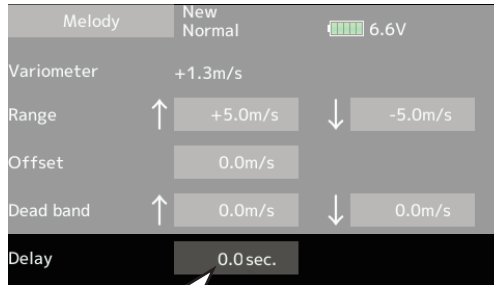 Melody New Normal 6.6V
Variometer +1.3m/s
Range ↑ +5.0m/s ↓ -5.0m/s
Offset 0.0m/s
Dead band ↑ 0.0m/s ↓ 0.0m/s
Delay 0.0 sec.